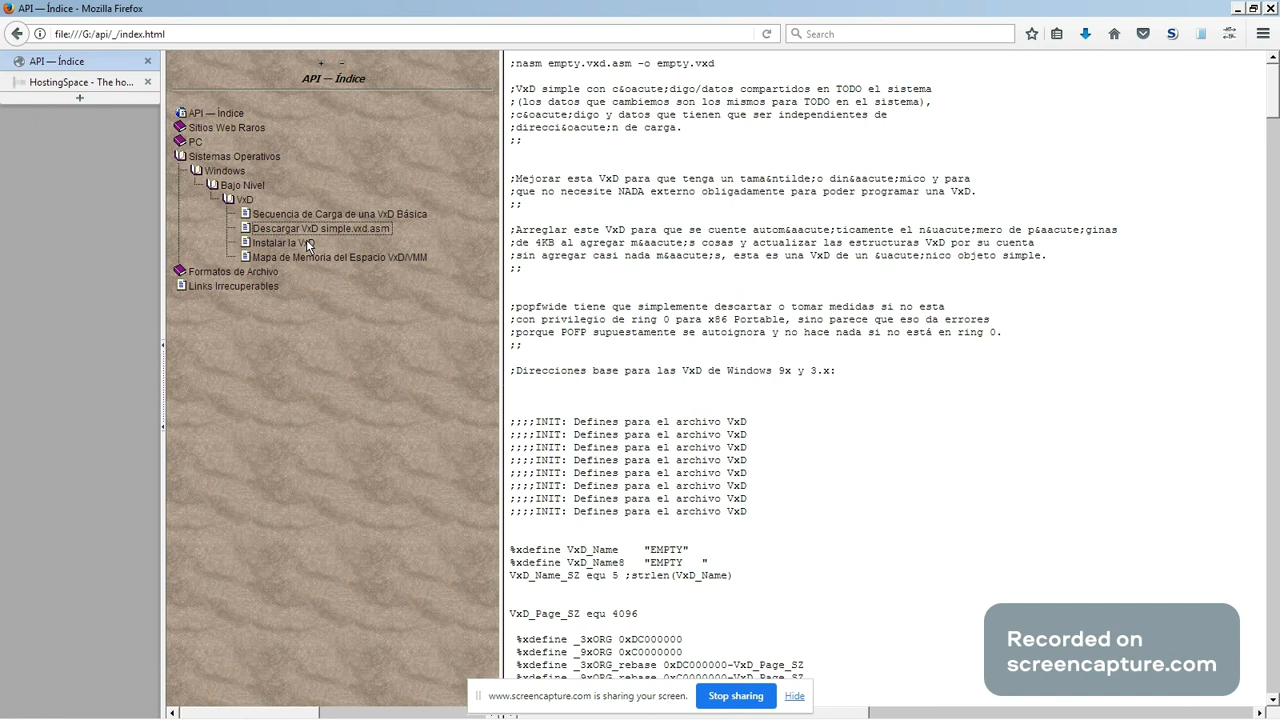 API — Índice - Mozilla Firefox
file:///G:/api/_/index.html
Search
API — Índice
HostingSpace - The ho...
+ −
API — Índice
API — Índice
Sitios Web Raros
PC
Sistemas Operativos
Windows
Bajo Nivel
VxD
Secuencia de Carga de una VxD Básica
Descargar VxD simple.vxd.asm
Instalar la VxD
Mapa de Memoria del Espacio VxD/VMM
Formatos de Archivo
Links Irrecuperables
;nasm empty.vxd.asm -o empty.vxd
;VxD simple con c&oacute;digo/datos compartidos en TODO el sistema
;(los datos que cambiemos son los mismos para TODO en el sistema),
;c&oacute;digo y datos que tienen que ser independientes de
;direcci&oacute;n de carga.
;;
;Mejorar esta VxD para que tenga un tama&ntilde;o din&aacute;mico y para
;que no necesite NADA externo obligadamente para poder programar una VxD.
;;
;Arreglar este VxD para que se cuente autom&aacute;ticamente el n&uacute;mero de p&aacute;ginas
;de 4KB al agregar m&aacute;s cosas y actualizar las estructuras VxD por su cuenta
;sin agregar casi nada m&aacute;s, esta es una VxD de un &uacute;nico objeto simple.
;;
;popfwide tiene que simplemente descartar o tomar medidas si no esta
;con privilegio de ring 0 para x86 Portable, sino parece que eso da errores
;porque POFP supuestamente se autoignora y no hace nada si no está en ring 0.
;;
;Direcciones base para las VxD de Windows 9x y 3.x:
;;;;INIT: Defines para el archivo VxD
;;;;INIT: Defines para el archivo VxD
;;;;INIT: Defines para el archivo VxD
;;;;INIT: Defines para el archivo VxD
;;;;INIT: Defines para el archivo VxD
;;;;INIT: Defines para el archivo VxD
;;;;INIT: Defines para el archivo VxD
;;;;INIT: Defines para el archivo VxD
%xdefine VxD_Name    "EMPTY"
%xdefine VxD_Name8   "EMPTY   "
VxD_Name_SZ equ 5 ;strlen(VxD_Name)
VxD_Page_SZ equ 4096
%xdefine _3xORG 0xDC000000
%xdefine _9xORG 0xC0000000
%xdefine _3xORG_rebase 0xDC000000-VxD_Page_SZ
%xdefine _9xORG_rebase 0xC0000000-VxD_Page_SZ
Recorded on
screencapture.com
www.screencapture.com is sharing your screen.
Stop sharing
Hide